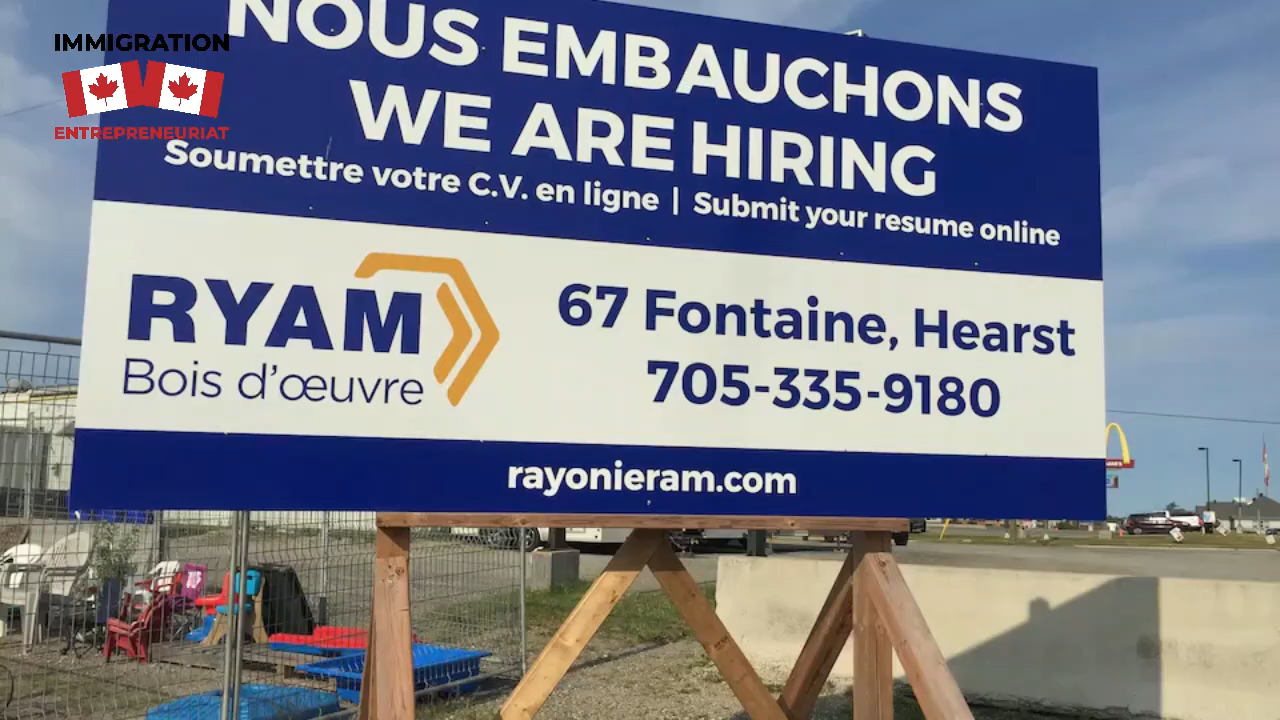 IMMIGRATION
ENTREPRENEURIAT
NOUS EMBAUCHONS
WE ARE HIRING
Soumettre votre C.V. en ligne | Submit your resume online
RYAM
Bois d'œuvre
67 Fontaine, Hearst
705-335-9180
rayonieram.com